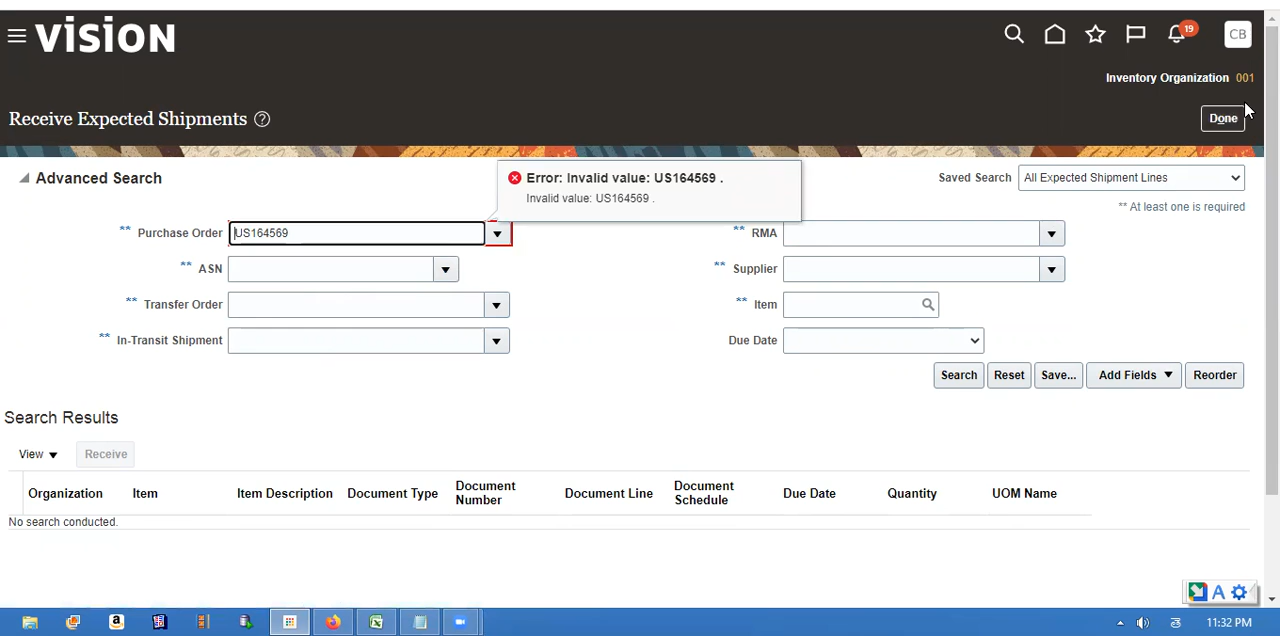 VISION
19
CB
Inventory Organization 001
Receive Expected Shipments ?
Done
Advanced Search
Error: Invalid value: US164569 .
Invalid value: US164569 .
Saved Search All Expected Shipment Lines
** At least one is required
** Purchase Order US164569
** RMA
** ASN
** Supplier
** Transfer Order
** Item
** In-Transit Shipment
Due Date
Search Reset Save... Add Fields Reorder
Search Results
View Receive
Organization Item Item Description Document Type Document Number Document Line Document Schedule Due Date Quantity UOM Name
No search conducted.
A
11:32 PM